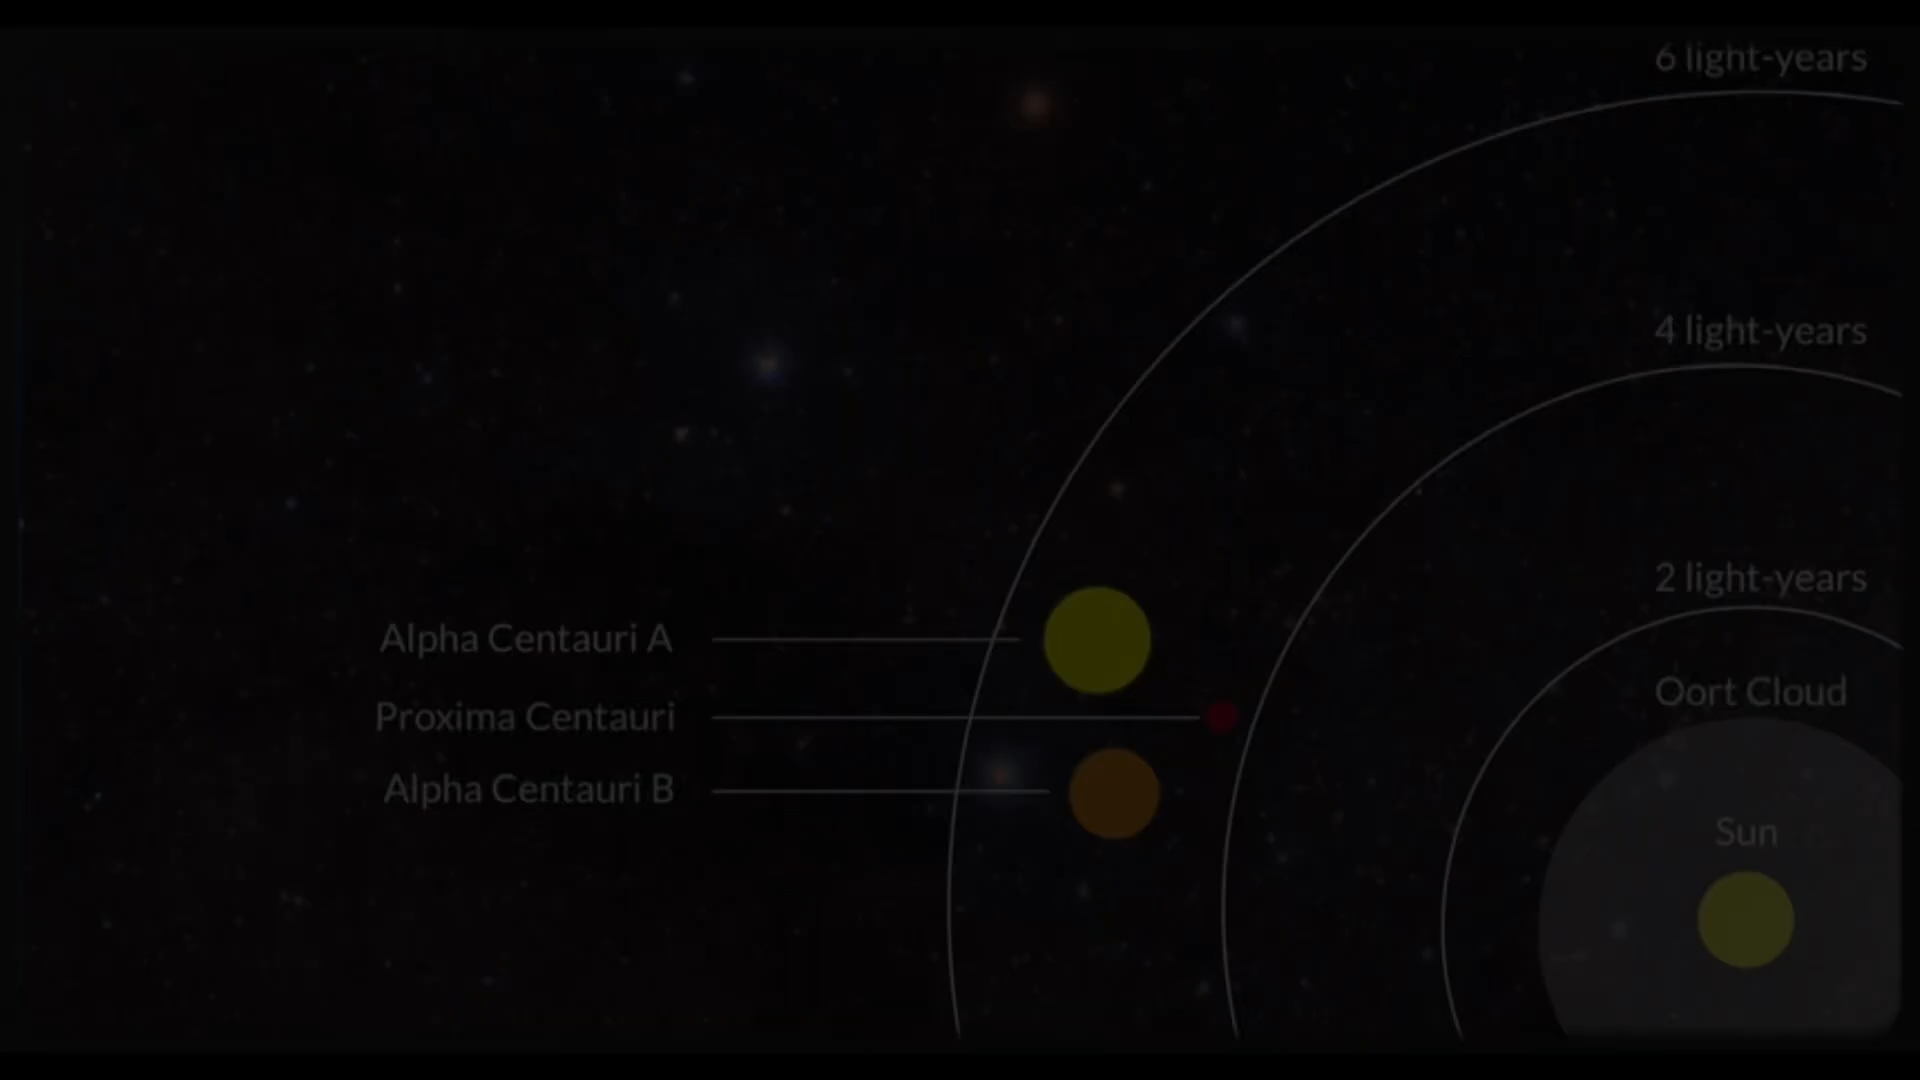 6 light-years
4 light-years
2 light-years
Alpha Centauri A
Oort Cloud
Proxima Centauri
Alpha Centauri B
Sun